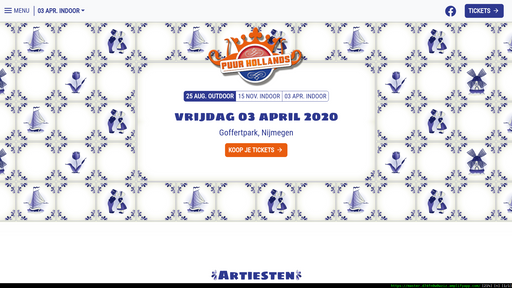 MENU
03 APR. INDOOR
TICKETS →
PUUR HOLLANDS
25 AUG. OUTDOOR
15 NOV. INDOOR
03 APR. INDOOR
VRIJDAG 03 APRIL 2020
Goffertpark, Nijmegen
KOOP JE TICKETS →
ARTIESTEN